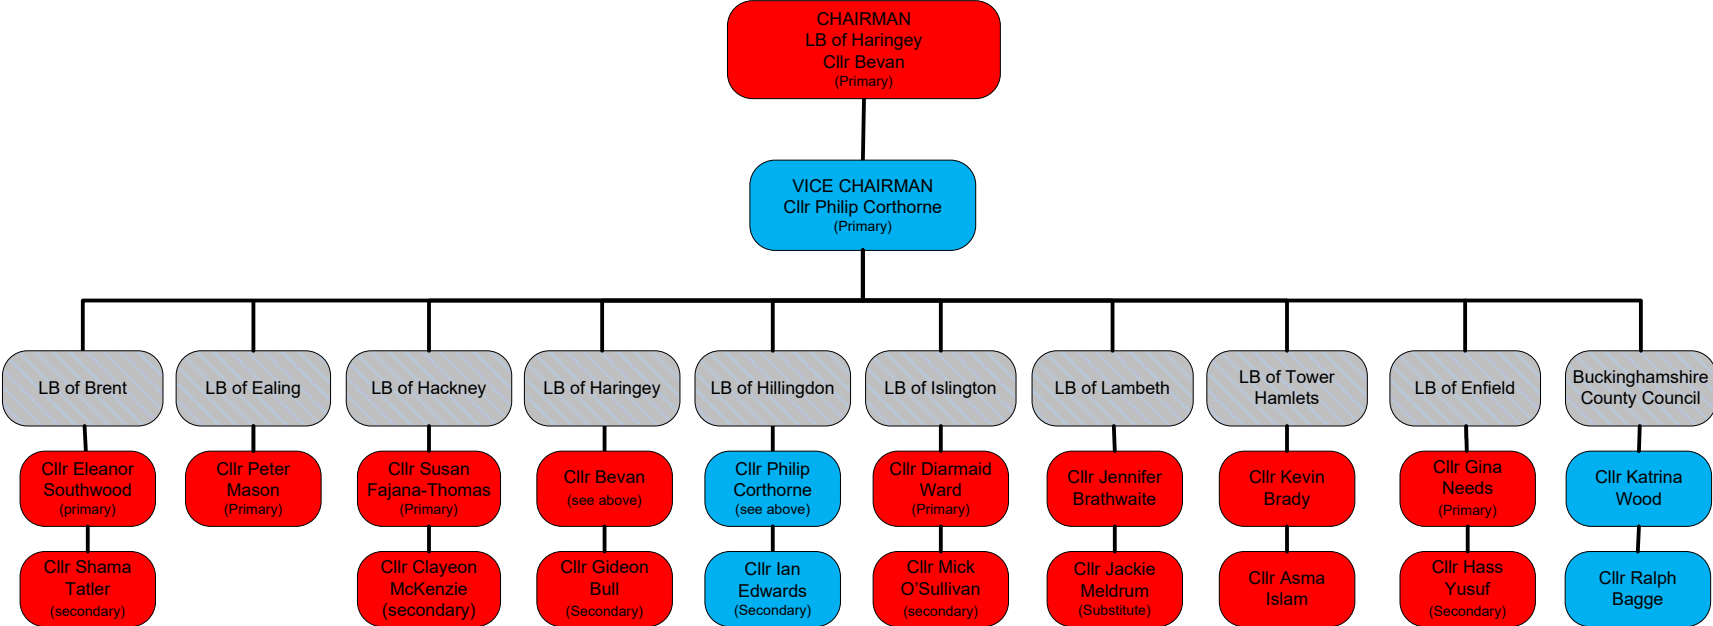 CHAIRMAN
LB of Haringey
Cllr Bevan
(Primary)
VICE CHAIRMAN
Cllr Philip Corthorne
(Primary)
LB of Brent
LB of Ealing
LB of Hackney
LB of Haringey
LB of Hillingdon
LB of Islington
LB of Lambeth
LB of Tower
Hamlets
LB of Enfield
Buckinghamshire
County Council
Cllr Eleanor
Southwood
(primary)
Cllr Peter
Mason
(Primary)
Cllr Susan
Fajana-Thomas
(Primary)
Cllr Bevan
(see above)
Cllr Philip
Corthorne
(see above)
Cllr Diarmaid
Ward
(Primary)
Cllr Jennifer
Brathwaite
Cllr Kevin
Brady
Cllr Gina
Needs
(Primary)
Cllr Katrina
Wood
Cllr Shama
Tatler
(secondary)
Cllr Clayeon
McKenzie
(secondary)
Cllr Gideon
Bull
(Secondary)
Cllr Ian
Edwards
(Secondary)
Cllr Mick
O'Sullivan
(secondary)
Cllr Jackie
Meldrum
(Substitute)
Cllr Asma
Islam
Cllr Hass
Yusuf
(Secondary)
Cllr Ralph
Bagge